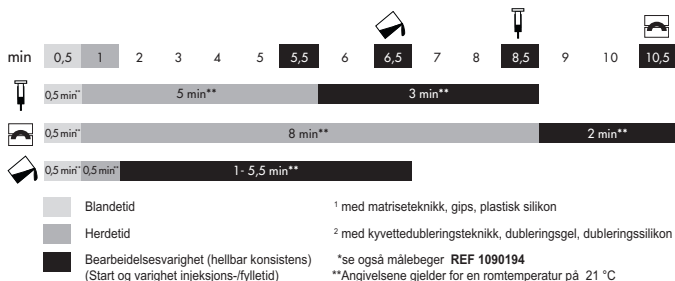 min 0,5 1 2 3 4 5 5,5 6 6,5 7 8 8,5 9 10 10,5
0,5 min** 5 min** 3 min**
0,5 min** 8 min** 2 min**
0,5 min** 0,5 min** 1- 5,5 min**
Blandetid
Herdetid
Bearbeidelsesvarighet (hellbar konsistens)
(Start og varighet injeksjons-/fylletid)
¹ med matriseteknikk, gips, plastisk silikon
² med kyvettedubleringsteknikk, dubleringsgel, dubleringssilikon
*se også målebeger REF 1090194
**Angivelsene gjelder for en romtemperatur på 21 °C